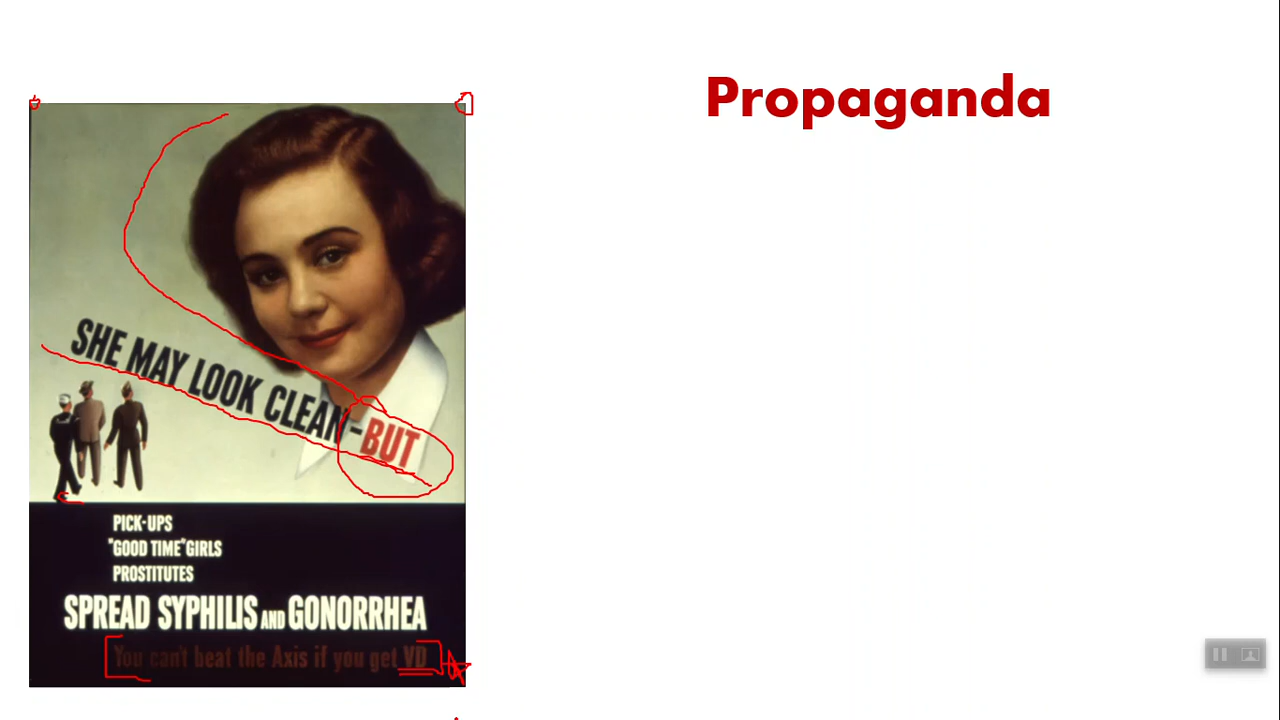 Propaganda
SHE MAY LOOK CLEAN-BUT
PICK-UPS
"GOOD TIME" GIRLS
PROSTITUTES
SPREAD SYPHILIS AND GONORRHEA
You can't beat the Axis if you get VD